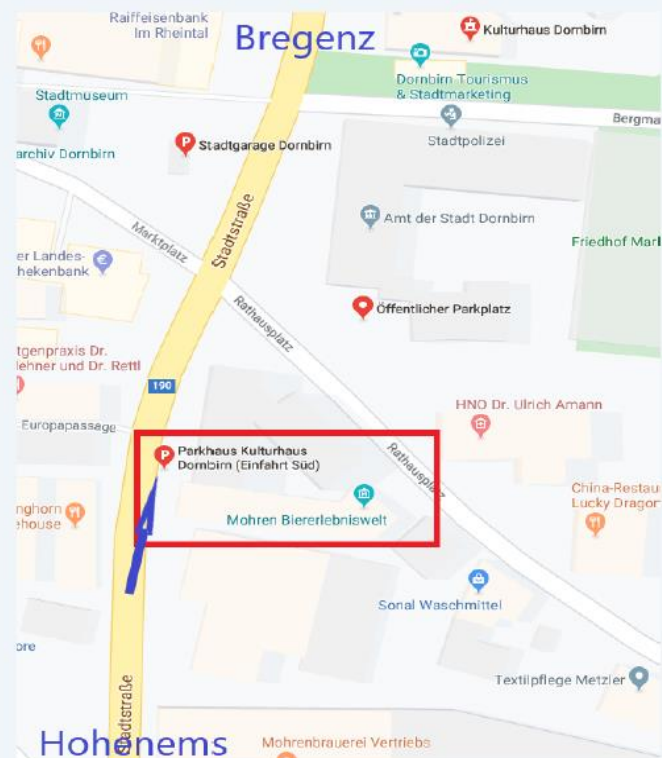 Raiffeisenbank
Im Rheintal
Bregenz
Kulturhaus Dornbirn
Dornbirn Tourismus
& Stadtmarketing
Stadtmuseum
Bergma
Stadtpolizei
Stadtgarage Dornbirn
archiv Dornbirn
Stadtstraße
Marktplatz
Amt der Stadt Dornbirn
Friedhof Marl
er Landes-
hekenbank
Rathausplatz
Öffentlicher Parkplatz
tgenpraxis Dr.
lehner und Dr. Rettl
190
HNO Dr. Ulrich Amann
Europapassage
Parkhaus Kulturhaus
Dornbirn (Einfahrt Süd)
Rathausplatz
China-Restau
Lucky Dragon
nghorn
ehouse
Mohren Biererlebniswelt
Sonal Waschmittel
ore
Textilpflege Metzler
Stadtstraße
Hohenems
Mohrenbrauerei Vertriebs